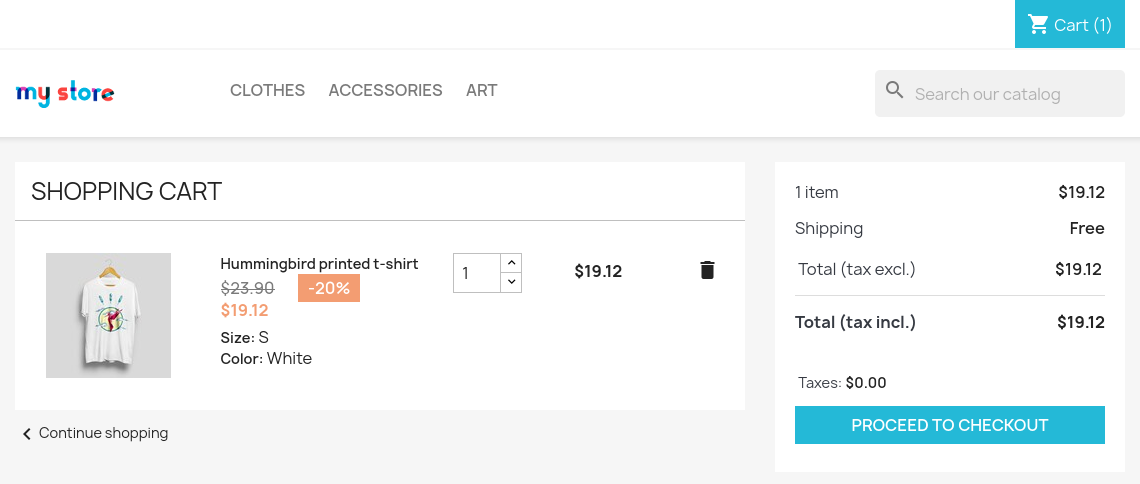 Cart (1)
my store
CLOTHES ACCESSORIES ART
Search our catalog
SHOPPING CART
Hummingbird printed t-shirt
$23.90 -20%
$19.12
Size: S
Color: White
1
$19.12
Continue shopping
1 item $19.12
Shipping Free
Total (tax excl.) $19.12
Total (tax incl.) $19.12
Taxes: $0.00
PROCEED TO CHECKOUT